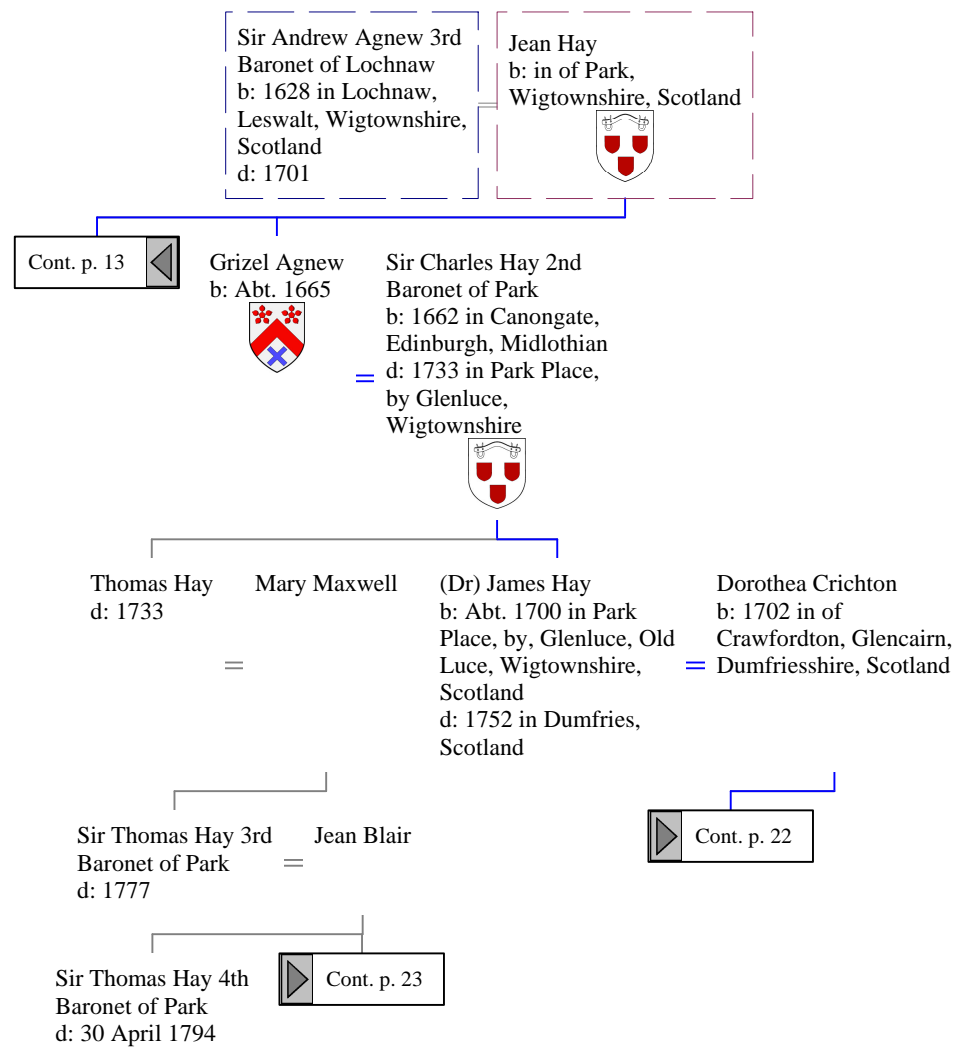 Sir Andrew Agnew 3rd
Baronet of Lochnaw
b: 1628 in Lochnaw,
Leswalt, Wigtownshire,
Scotland
d: 1701
Jean Hay
b: in of Park,
Wigtownshire, Scotland
Cont. p. 13
Grizel Agnew
b: Abt. 1665
Sir Charles Hay 2nd
Baronet of Park
b: 1662 in Canongate,
Edinburgh, Midlothian
d: 1733 in Park Place,
by Glenluce,
Wigtownshire
Thomas Hay
d: 1733
Mary Maxwell
(Dr) James Hay
b: Abt. 1700 in Park
Place, by, Glenluce, Old
Luce, Wigtownshire,
Scotland
d: 1752 in Dumfries,
Scotland
Dorothea Crichton
b: 1702 in of
Crawfordton, Glencairn,
Dumfriesshire, Scotland
Sir Thomas Hay 3rd
Baronet of Park
d: 1777
Jean Blair
Cont. p. 22
Sir Thomas Hay 4th
Baronet of Park
d: 30 April 1794
Cont. p. 23